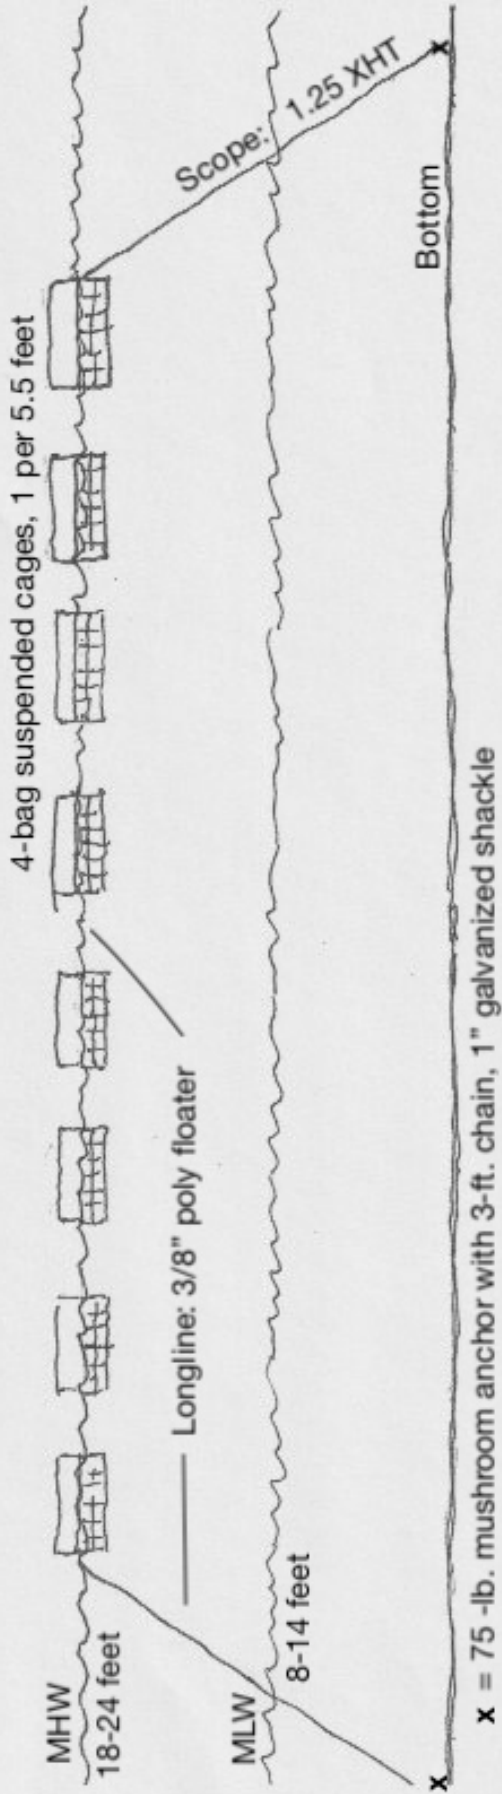 4-bag suspended cages, 1 per 5.5 feet
MHW
18-24 feet
Scope: 1.25 XHT
Longline: 3/8" poly floater
MLW
8-14 feet
Bottom
x
x
x = 75 -lb. mushroom anchor with 3-ft. chain, 1" galvanized shackle